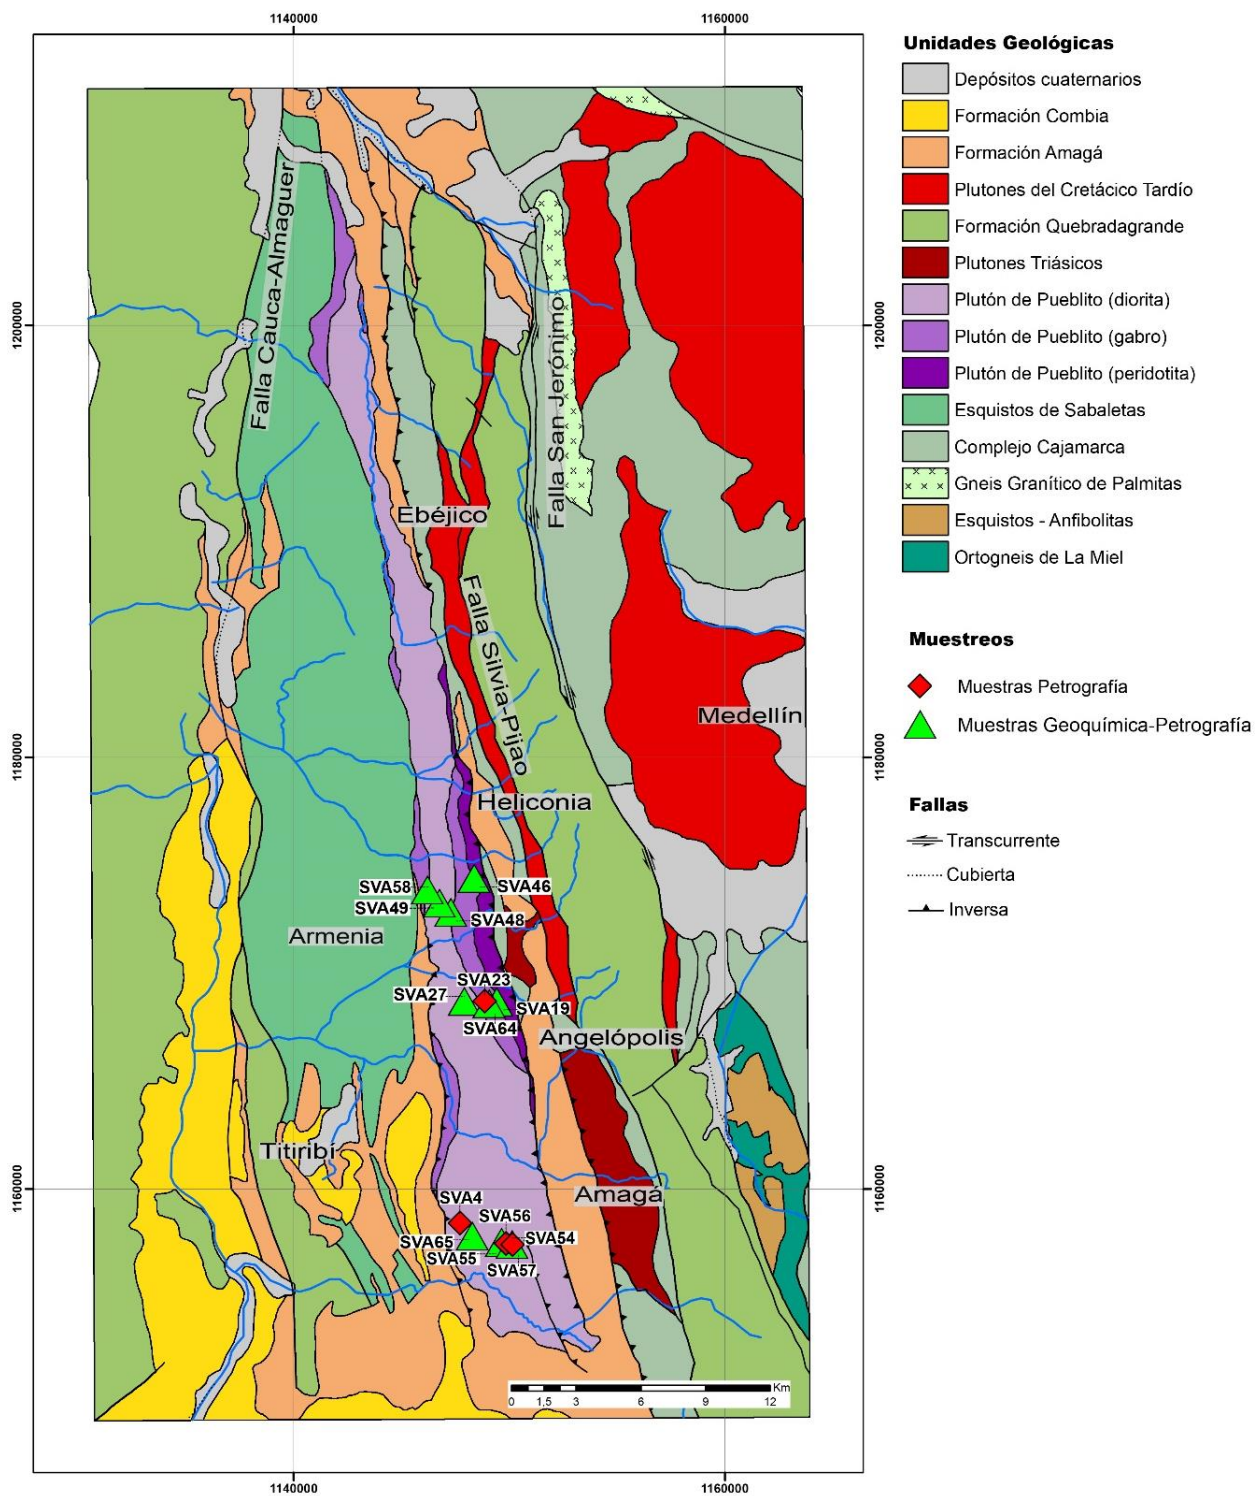 1140000
1160000
Unidades Geológicas
Depósitos cuaternarios
Formación Combia
Formación Amagá
Plutones del Cretácico Tardío
Formación Quebradagrande
Plutones Triásicos
Plutón de Pueblito (diorita)
Plutón de Pueblito (gabro)
Plutón de Pueblito (peridotita)
Esquistos de Sabaletas
Complejo Cajamarca
Gneis Granítico de Palmitas
Esquistos - Anfibolitas
Ortogneis de La Miel
Muestreos
Muestras Petrografía
Muestras Geoquímica-Petrografía
Fallas
Transcurrente
Cubierta
Inversa
1200000
1200000
Falla Cauca-Almaguer
Falla San Jerónimo
Ebéjico
Falla Silvia-Pijao
Medellín
1180000
1180000
Heliconia
SVA58
SVA46
SVA49
SVA48
Armenia
SVA23
SVA27
SVA19
SVA64
Angelópolis
Titiribí
1160000
1160000
Amagá
SVA4
SVA56
SVA65
SVA54
SVA55
SVA57
Km
0 1,5 3 6 9 12
1140000
1160000